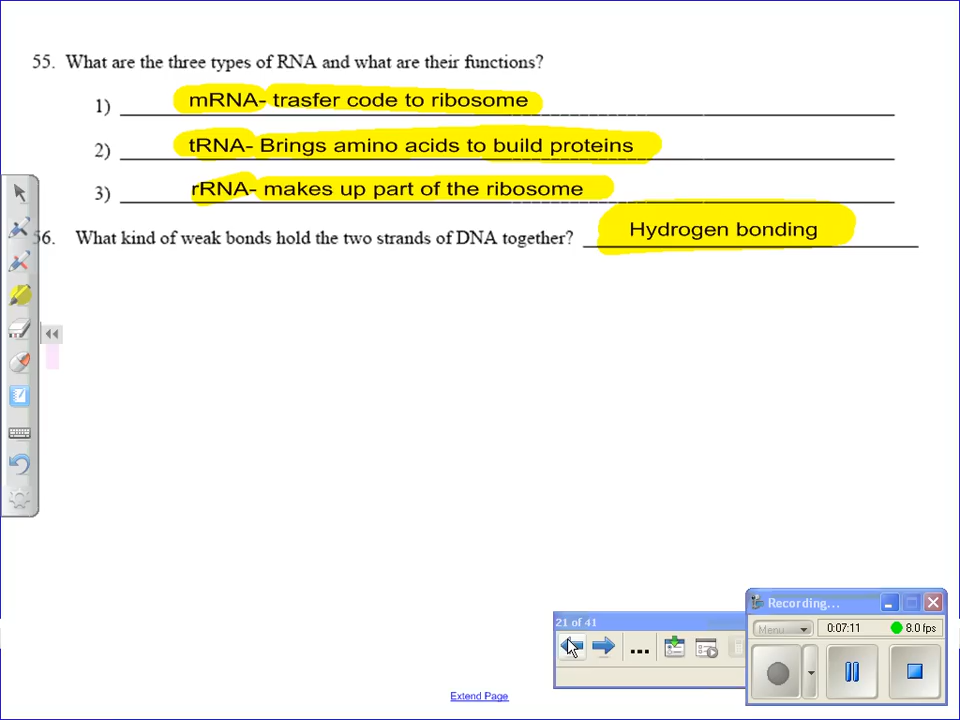 55. What are the three types of RNA and what are their functions?
1) mRNA- trasfer code to ribosome
2) tRNA- Brings amino acids to build proteins
3) rRNA- makes up part of the ribosome
56. What kind of weak bonds hold the two strands of DNA together? Hydrogen bonding
Recording...
21 of 41
Menu 0:07:11 8.0 fps
...
Extend Page